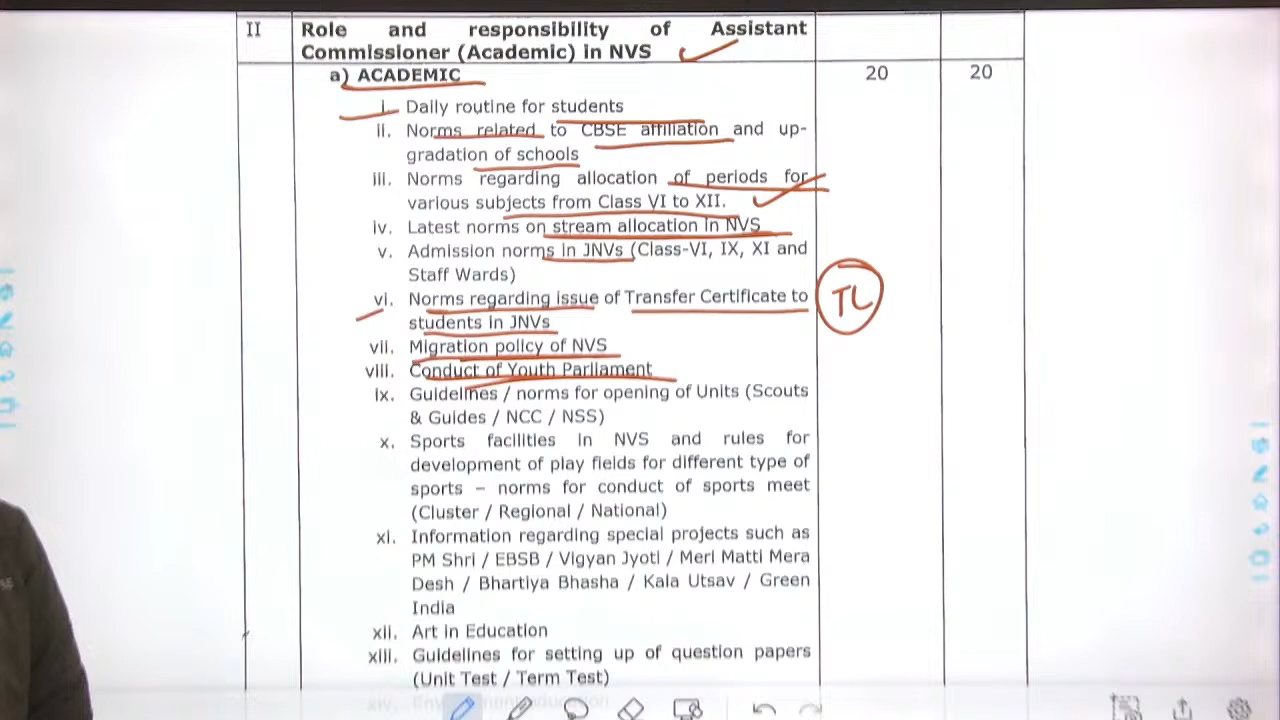 II Role and responsibility of Assistant
Commissioner (Academic) in NVS
a) ACADEMIC 20 20
i. Daily routine for students
ii. Norms related to CBSE affiliation and up-
gradation of schools
iii. Norms regarding allocation of periods for
various subjects from Class VI to XII.
iv. Latest norms on stream allocation in NVS
v. Admission norms in JNVs (Class-VI, IX, XI and
Staff Wards)
vi. Norms regarding issue of Transfer Certificate to
students in JNVs
TC
vii. Migration policy of NVS
viii. Conduct of Youth Parliament
ix. Guidelines / norms for opening of Units (Scouts
& Guides / NCC / NSS)
x. Sports facilities in NVS and rules for
development of play fields for different type of
sports – norms for conduct of sports meet
(Cluster / Regional / National)
xi. Information regarding special projects such as
PM Shri / EBSB / Vigyan Jyoti / Meri Matti Mera
Desh / Bhartiya Bhasha / Kala Utsav / Green
India
xii. Art in Education
xiii. Guidelines for setting up of question papers
(Unit Test / Term Test)